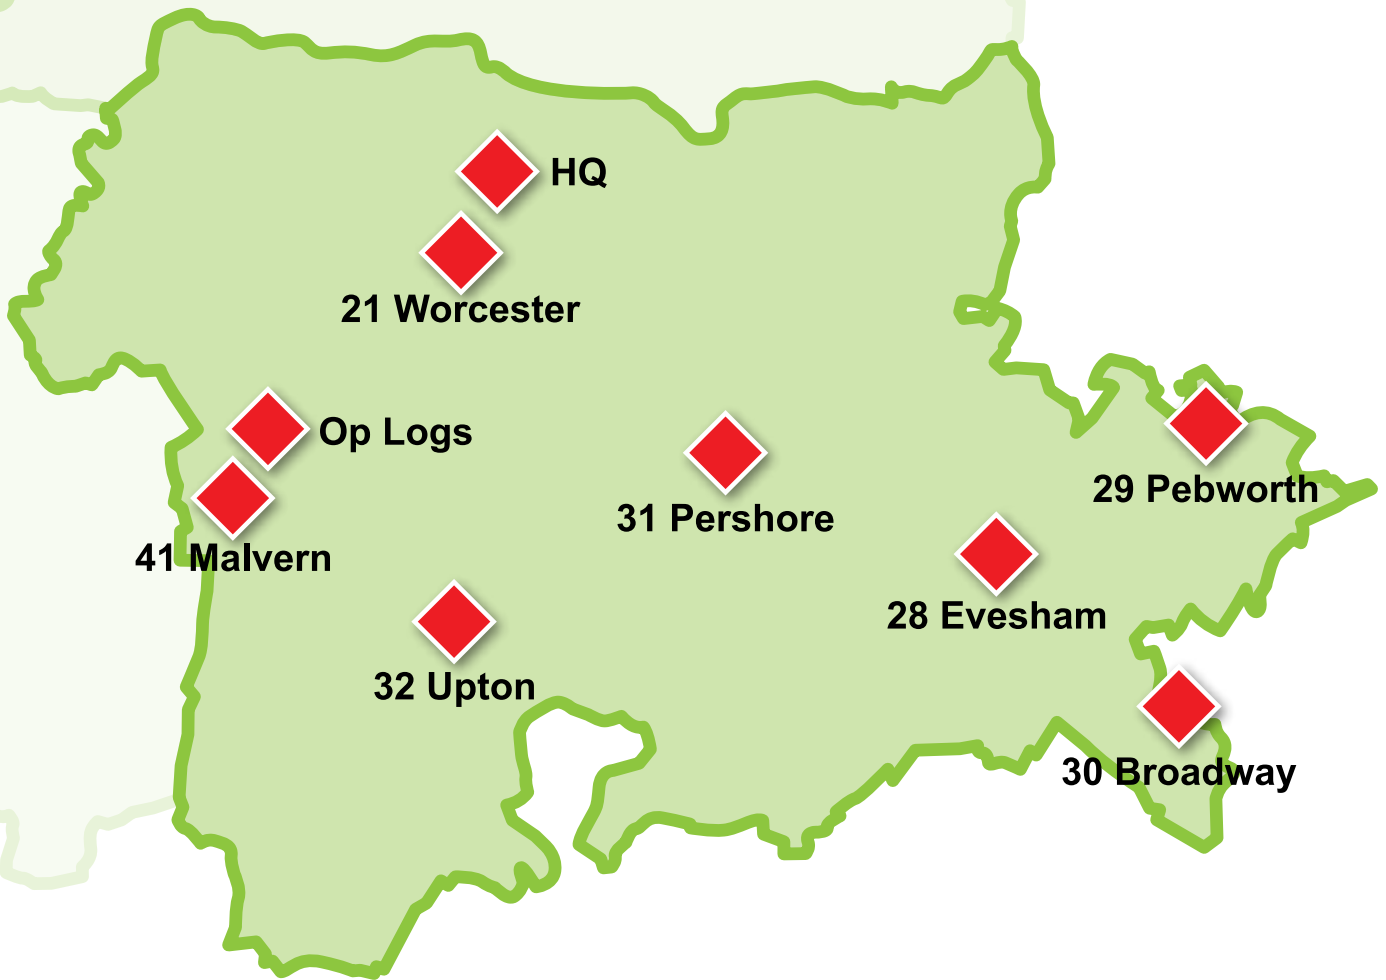 HQ
21 Worcester
Op Logs
29 Pebworth
31 Pershore
41 Malvern
28 Evesham
32 Upton
30 Broadway